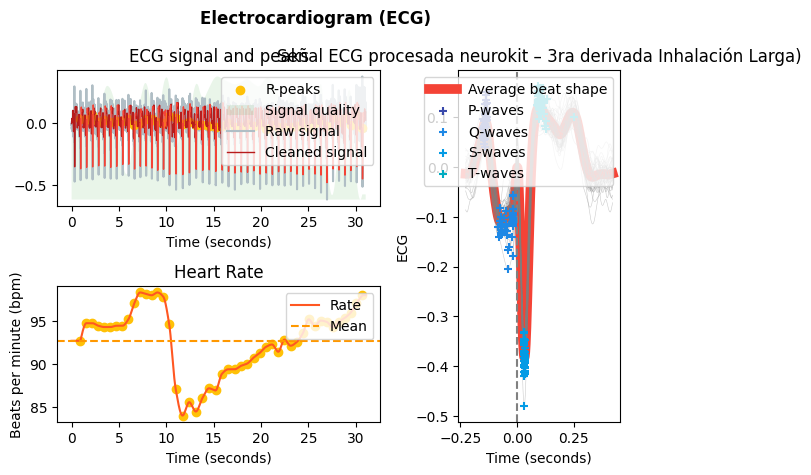 Electrocardiogram (ECG)
ECG signal and peaks
Señal ECG procesada neurokit – 3ra derivada Inhalación Larga)
R-peaks
Signal quality
Raw signal
Cleaned signal
0.0
−0.5
0
5
10
15
20
25
30
Time (seconds)
Heart Rate
Rate
Mean
Beats per minute (bpm)
95
90
85
0
5
10
15
20
25
30
Time (seconds)
Average beat shape
P-waves
Q-waves
S-waves
T-waves
ECG
0.1
0.0
−0.1
−0.2
−0.3
−0.4
−0.5
−0.25
0.00
0.25
Time (seconds)